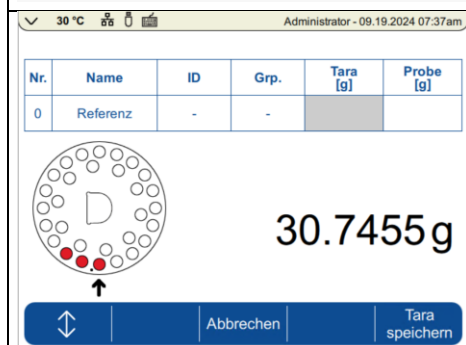 30 °C Administrator - 09.19.2024 07:37am
Nr. Name ID Grp. Tara [g] Probe [g]
0 Referenz - -
30.7455 g
Abbrechen Tara speichern